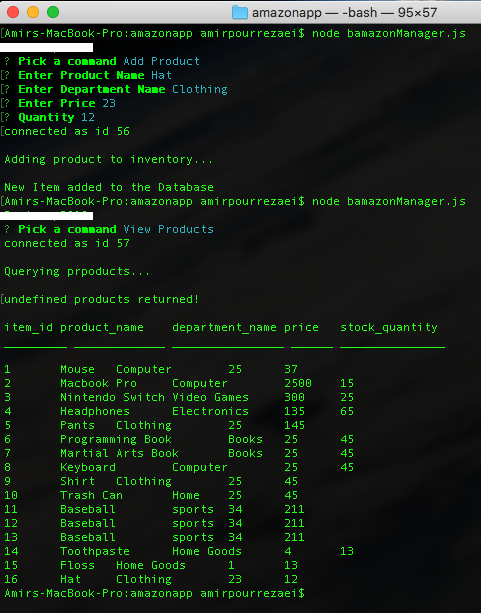 amazonapp — -bash — 95×57
[Amirs-MacBook-Pro:amazonapp amirpourrezaei$ node bamazonManager.js
[? Pick a command Add Product
[? Enter Product Name Hat
[? Enter Department Name Clothing
[? Enter Price 23
[? Quantity 12
[connected as id 56
Adding product to inventory...
New Item added to the Database
[Amirs-MacBook-Pro:amazonapp amirpourrezaei$ node bamazonManager.js
? Pick a command View Products
connected as id 57
Querying prpoducts...
[undefined products returned!
item_id product_name department_name price stock_quantity
_________ _____________ ________________ ______ _______________
1 Mouse Computer 25 37
2 Macbook Pro Computer 2500 15
3 Nintendo Switch Video Games 300 25
4 Headphones Electronics 135 65
5 Pants Clothing 25 145
6 Programming Book Books 25 45
7 Martial Arts Book Books 25 45
8 Keyboard Computer 25 45
9 Shirt Clothing 25 45
10 Trash Can Home 25 45
11 Baseball sports 34 211
12 Baseball sports 34 211
13 Baseball sports 34 211
14 Toothpaste Home Goods 4 13
15 Floss Home Goods 1 13
16 Hat Clothing 23 12
Amirs-MacBook-Pro:amazonapp amirpourrezaei$